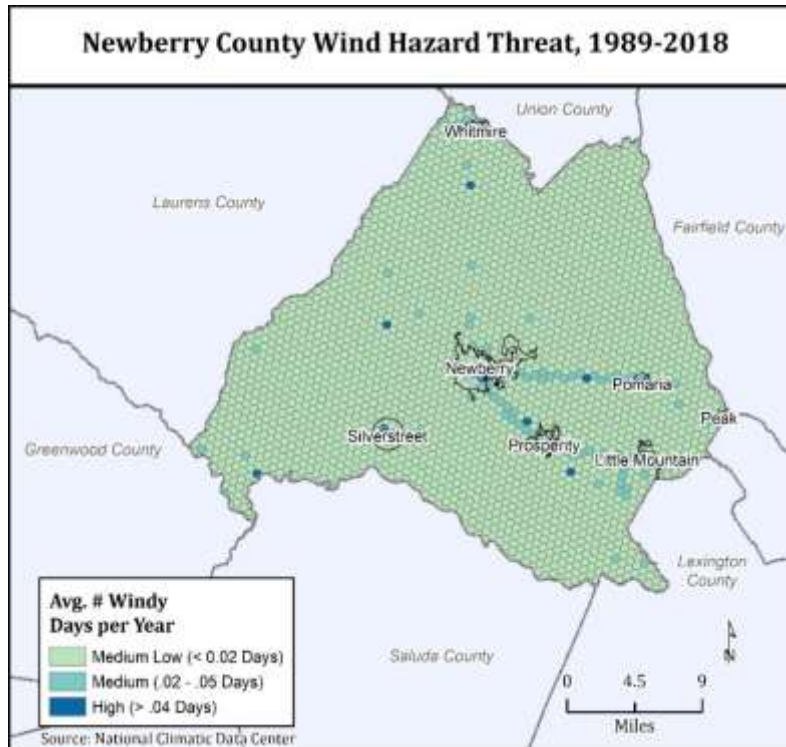 Newberry County Wind Hazard Threat, 1989-2018
Union County
Whitmire
Laurens County
Fairfield County
Newberry
Pomaria
Peak
Silverstreet
Prosperity
Greenwood County
Little Mountain
Lexington
County
Avg. # Windy
Days per Year
Medium Low (< 0.02 Days)
Medium (.02 - .05 Days)
High (> .04 Days)
Saluda County
N
0 4.5 9
Miles
Source: National Climatic Data Center